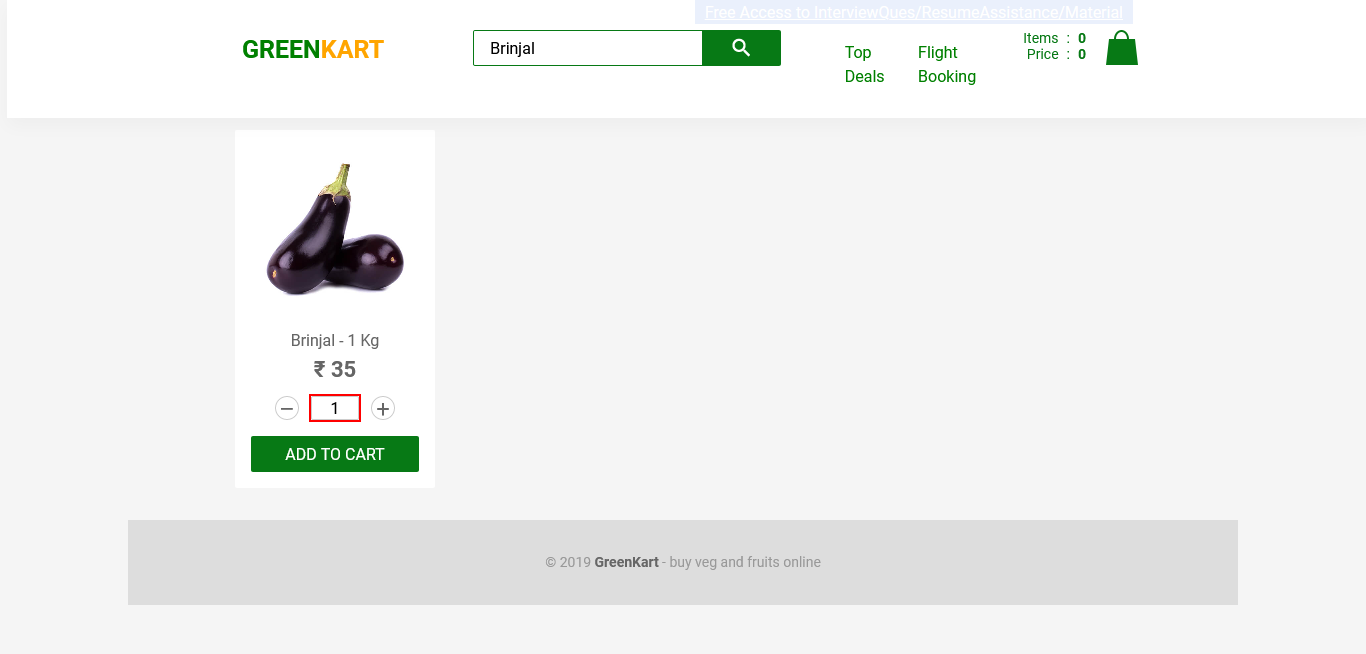 Free Access to InterviewQues/ResumeAssistance/Material
GREENKART
Brinjal
Top
Deals
Flight
Booking
Items : 0
Price : 0
Brinjal - 1 Kg
₹ 35
1
ADD TO CART
© 2019 GreenKart - buy veg and fruits online